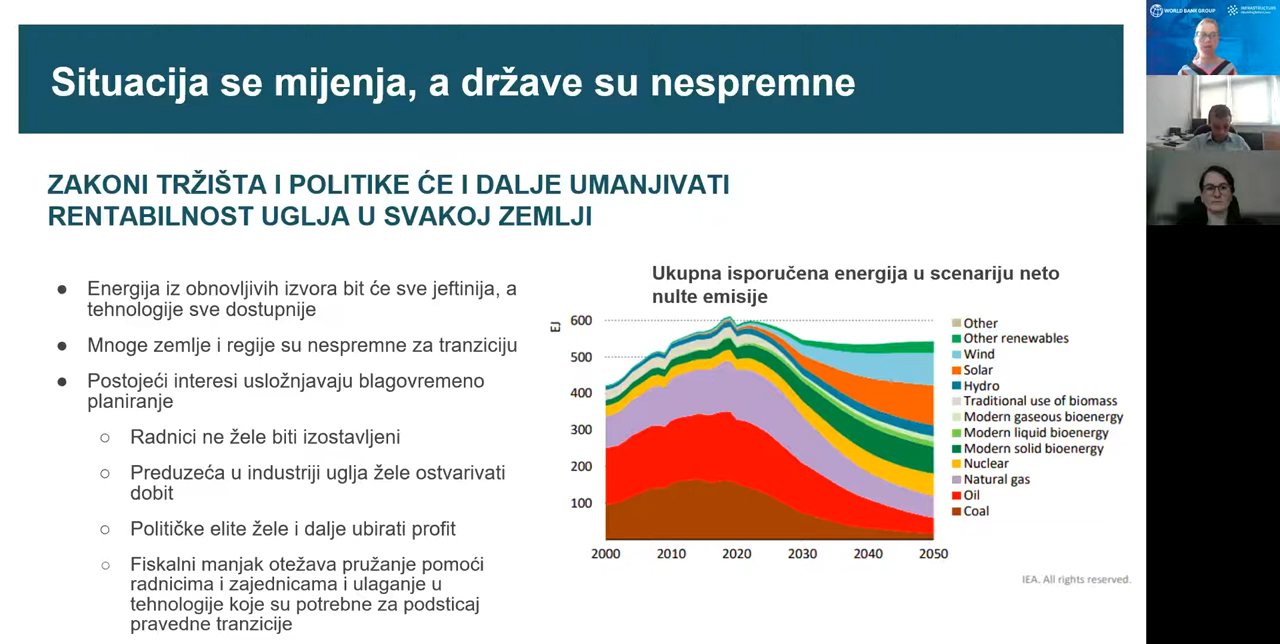 Situacija se mijenja, a države su nespremne
ZAKONI TRŽIŠTA I POLITIKE ĆE I DALJE UMANJIVATI
RENTABILNOST UGLJA U SVAKOJ ZEMLJI
● Energija iz obnovljivih izvora bit će sve jeftinija, a
tehnologije sve dostupnije
● Mnoge zemlje i regije su nespremne za tranziciju
● Postojeći interesi usložnjavaju blagovremeno
planiranje
○ Radnici ne žele biti izostavljeni
○ Preduzeća u industriji uglja žele ostvarivati
dobit
○ Političke elite žele i dalje ubirati profit
○ Fiskalni manjak otežava pružanje pomoći
radnicima i zajednicama i ulaganje u
tehnologije koje su potrebne za podsticaj
pravedne tranzicije
Ukupna isporučena energija u scenariju neto
nulte emisije
EJ
600
500
400
300
200
100
2000 2010 2020 2030 2040 2050
Other
Other renewables
Wind
Solar
Hydro
Traditional use of biomass
Modern gaseous bioenergy
Modern liquid bioenergy
Modern solid bioenergy
Nuclear
Natural gas
Oil
Coal
IEA. All rights reserved.
WORLD BANK GROUP